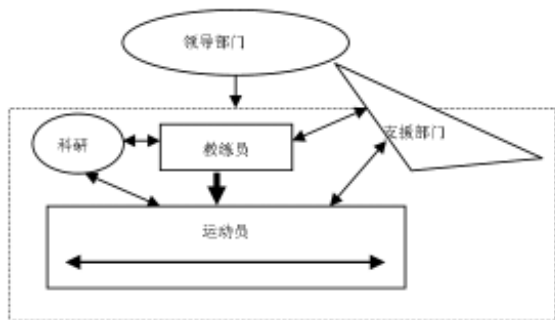 领导部门
科研
教练员
支援部门
运动员